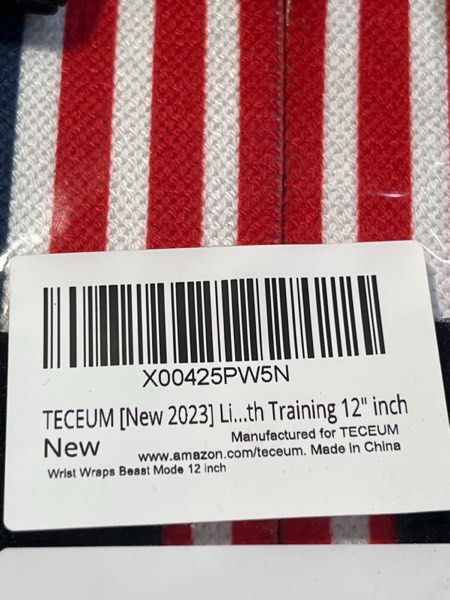 X00425PW5N
TECEUM [New 2023] Li...th Training 12" inch
New
Manufactured for TECEUM
www.amazon.com/teceum. Made in China
Wrist Wraps Beast Mode 12 inch